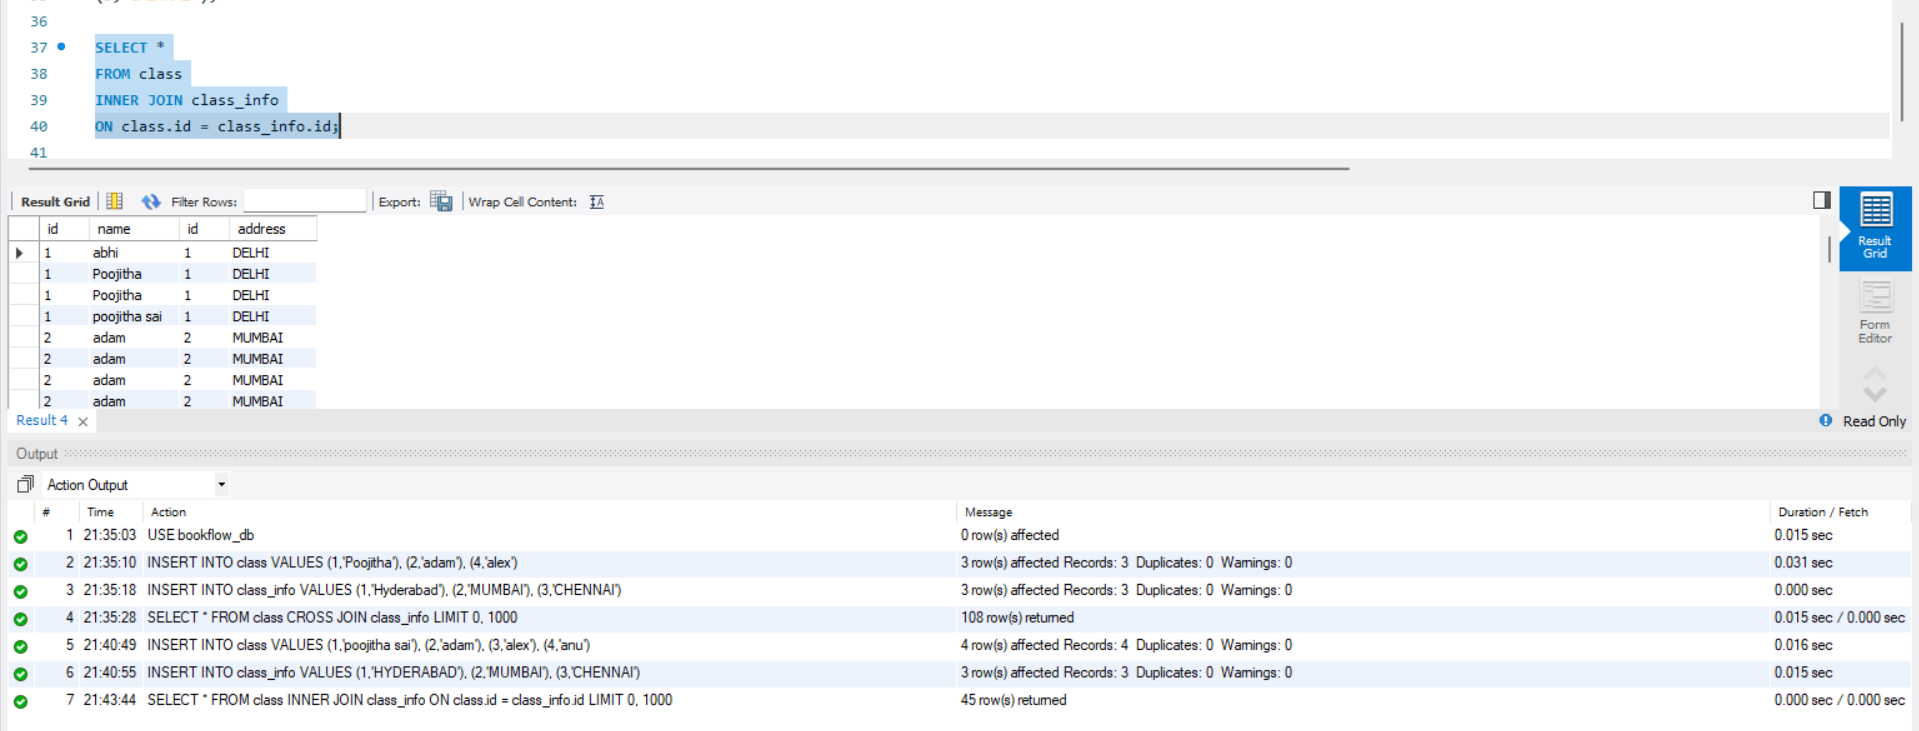 36
37 SELECT *
38 FROM class
39 INNER JOIN class_info
40 ON class.id = class_info.id;
41
Result Grid Filter Rows: Export: Wrap Cell Content: IA
id name id address
1 abhi 1 DELHI
1 Poojitha 1 DELHI
1 Poojitha 1 DELHI
1 poojitha sai 1 DELHI
2 adam 2 MUMBAI
2 adam 2 MUMBAI
2 adam 2 MUMBAI
2 adam 2 MUMBAI
Result
Grid
Form
Editor
Result 4 × Read Only
Output
Action Output
# Time Action Message Duration / Fetch
1 21:35:03 USE bookflow_db 0 row(s) affected 0.015 sec
2 21:35:10 INSERT INTO class VALUES (1,'Poojitha'), (2,'adam'), (4,'alex') 3 row(s) affected Records: 3 Duplicates: 0 Warnings: 0 0.031 sec
3 21:35:18 INSERT INTO class_info VALUES (1,'Hyderabad'), (2,'MUMBAI'), (3,'CHENNAI') 3 row(s) affected Records: 3 Duplicates: 0 Warnings: 0 0.000 sec
4 21:35:28 SELECT * FROM class CROSS JOIN class_info LIMIT 0, 1000 108 row(s) returned 0.015 sec / 0.000 sec
5 21:40:49 INSERT INTO class VALUES (1,'poojitha sai'), (2,'adam'), (3,'alex'), (4,'anu') 4 row(s) affected Records: 4 Duplicates: 0 Warnings: 0 0.016 sec
6 21:40:55 INSERT INTO class_info VALUES (1,'HYDERABAD'), (2,'MUMBAI'), (3,'CHENNAI') 3 row(s) affected Records: 3 Duplicates: 0 Warnings: 0 0.015 sec
7 21:43:44 SELECT * FROM class INNER JOIN class_info ON class.id = class_info.id LIMIT 0, 1000 45 row(s) returned 0.000 sec / 0.000 sec